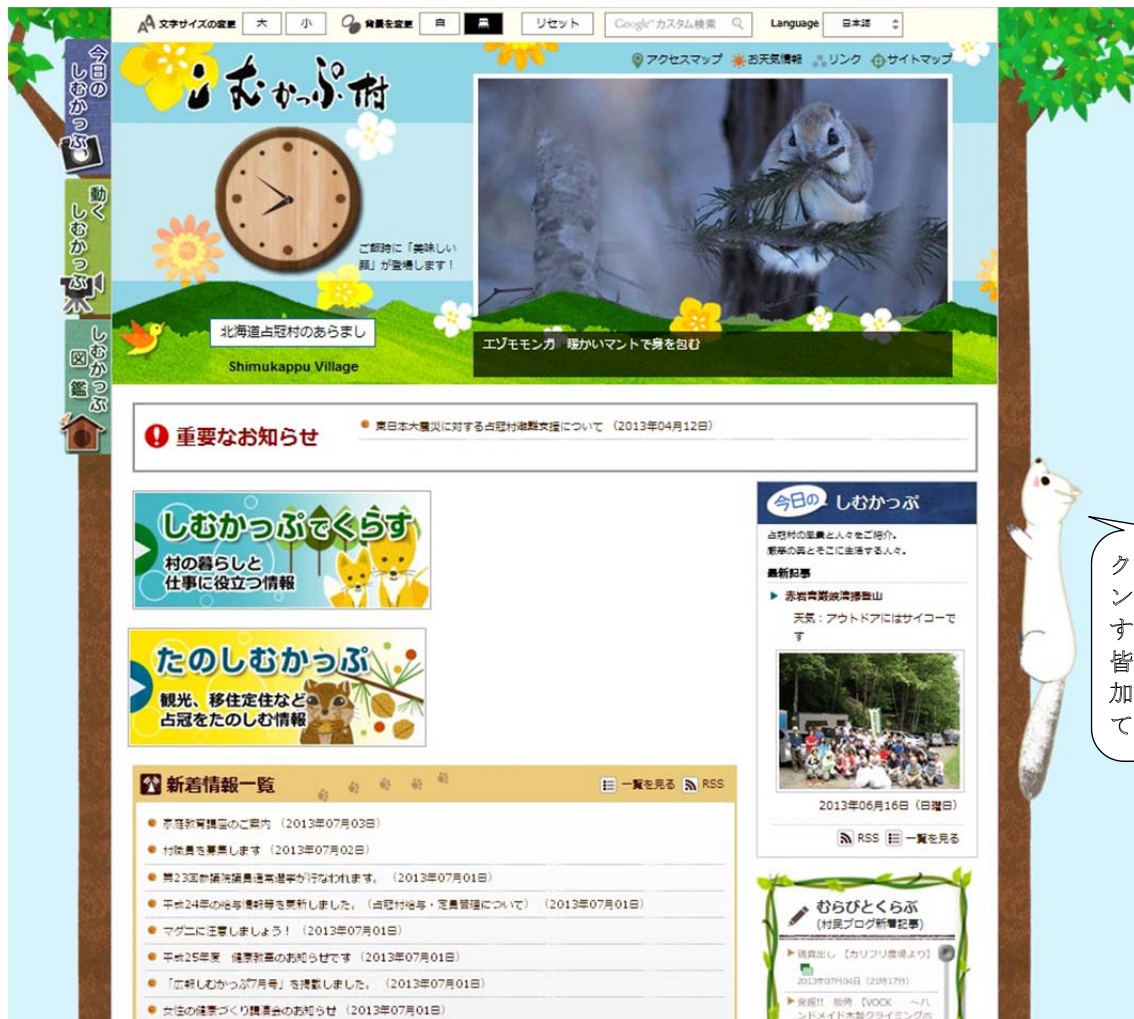 文字サイズの変更 大 小 背景を変更 白 黒 リセット Google™カスタム検索 Language 日本語
アクセスマップ お天気情報 リンク サイトマップ
今日の
しむかっぷ
動く
しむかっぷ
しむかっぷ
図鑑
しむかっぷ村
ご飯時に「美味しい
顔」が登場します!
北海道占冠村のあらまし
Shimukappu Village
エゾモモンガ 暖かいマントで身を包む
重要なお知らせ
東日本大震災に対する占冠村避難支援について (2013年04月12日)
しむかっぷでくらす
村の暮らしと
仕事に役立つ情報
たのしむかっぷ
観光、移住定住など
占冠をたのしむ情報
新着情報一覧 一覧を見る RSS
家庭教育講座のご案内 (2013年07月03日)
村職員を募集します (2013年07月02日)
第23回参議院議員通常選挙が行なわれます。 (2013年07月01日)
平成24年の給与情報等を更新しました。(占冠村給与・定員管理について) (2013年07月01日)
マダニに注意しましょう! (2013年07月01日)
平成25年度 健康教室のお知らせです (2013年07月01日)
「広報しむかっぷ7月号」を掲載しました。 (2013年07月01日)
女性の健康づくり講演会のお知らせ (2013年07月01日)
今日の しむかっぷ
占冠村の風景と人々をご紹介。
最新記事
赤岩青巌峡清掃登山
天気:アウトドアにはサイコーで
す
2013年06月16日 (日曜日)
RSS 一覧を見る
むらびとくらぶ
(村民ブログ新着記事)
【カリフリ農場より】
2013年07月04日 (21時17分)
【VOCK ~ハ
ンドメイド木製クライミングホ
ク
ン
す
皆
加
て